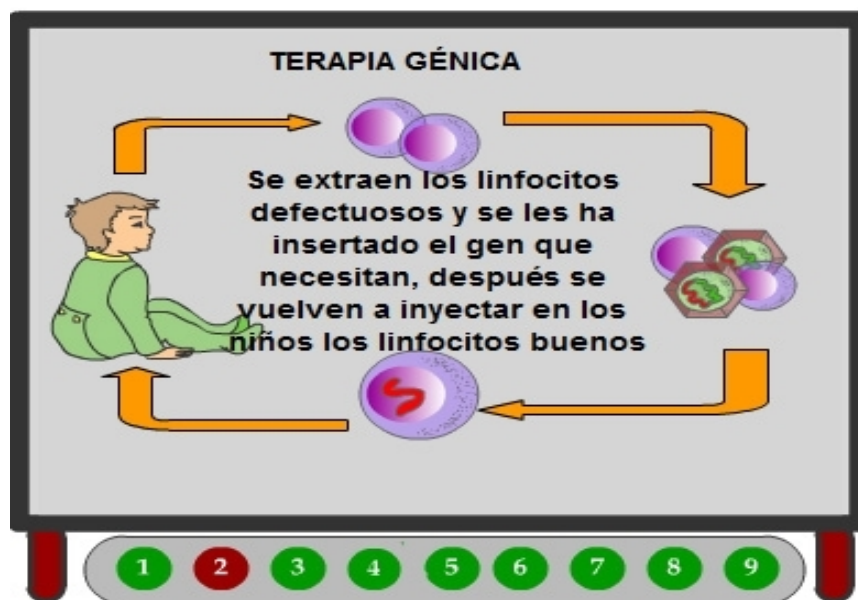 TERAPIA GÉNICA
Se extraen los linfocitos
defectuosos y se les ha
insertado el gen que
necesitan, después se
vuelven a inyectar en los
niños los linfocitos buenos
1 2 3 4 5 6 7 8 9